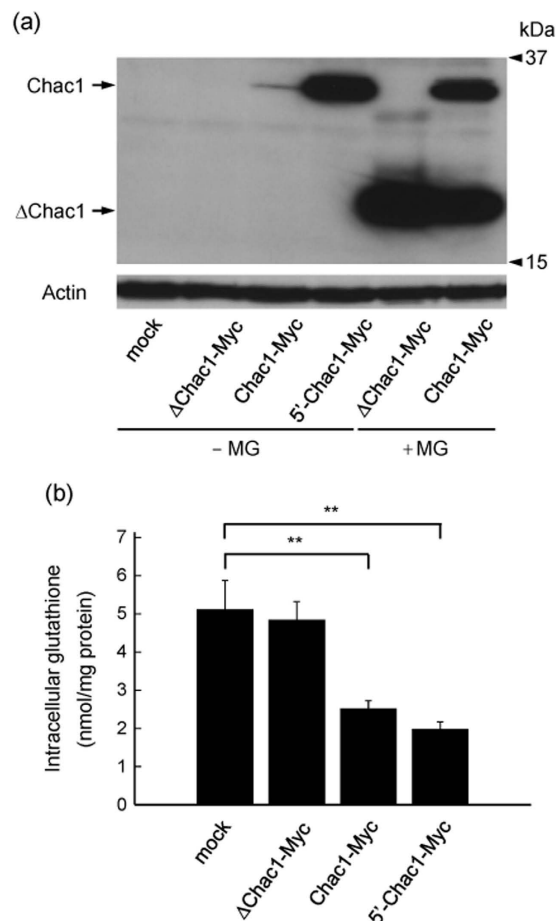 (a)
kDa
37
Chac1
ΔChac1
15
Actin
mock
ΔChac1-Myc
Chac1-Myc
5'-Chac1-Myc
ΔChac1-Myc
Chac1-Myc
- MG
+ MG
(b)
**
**
Intracellular glutathione
(nmol/mg protein)
7
6
5
4
3
2
1
0
mock
ΔChac1-Myc
Chac1-Myc
5'-Chac1-Myc